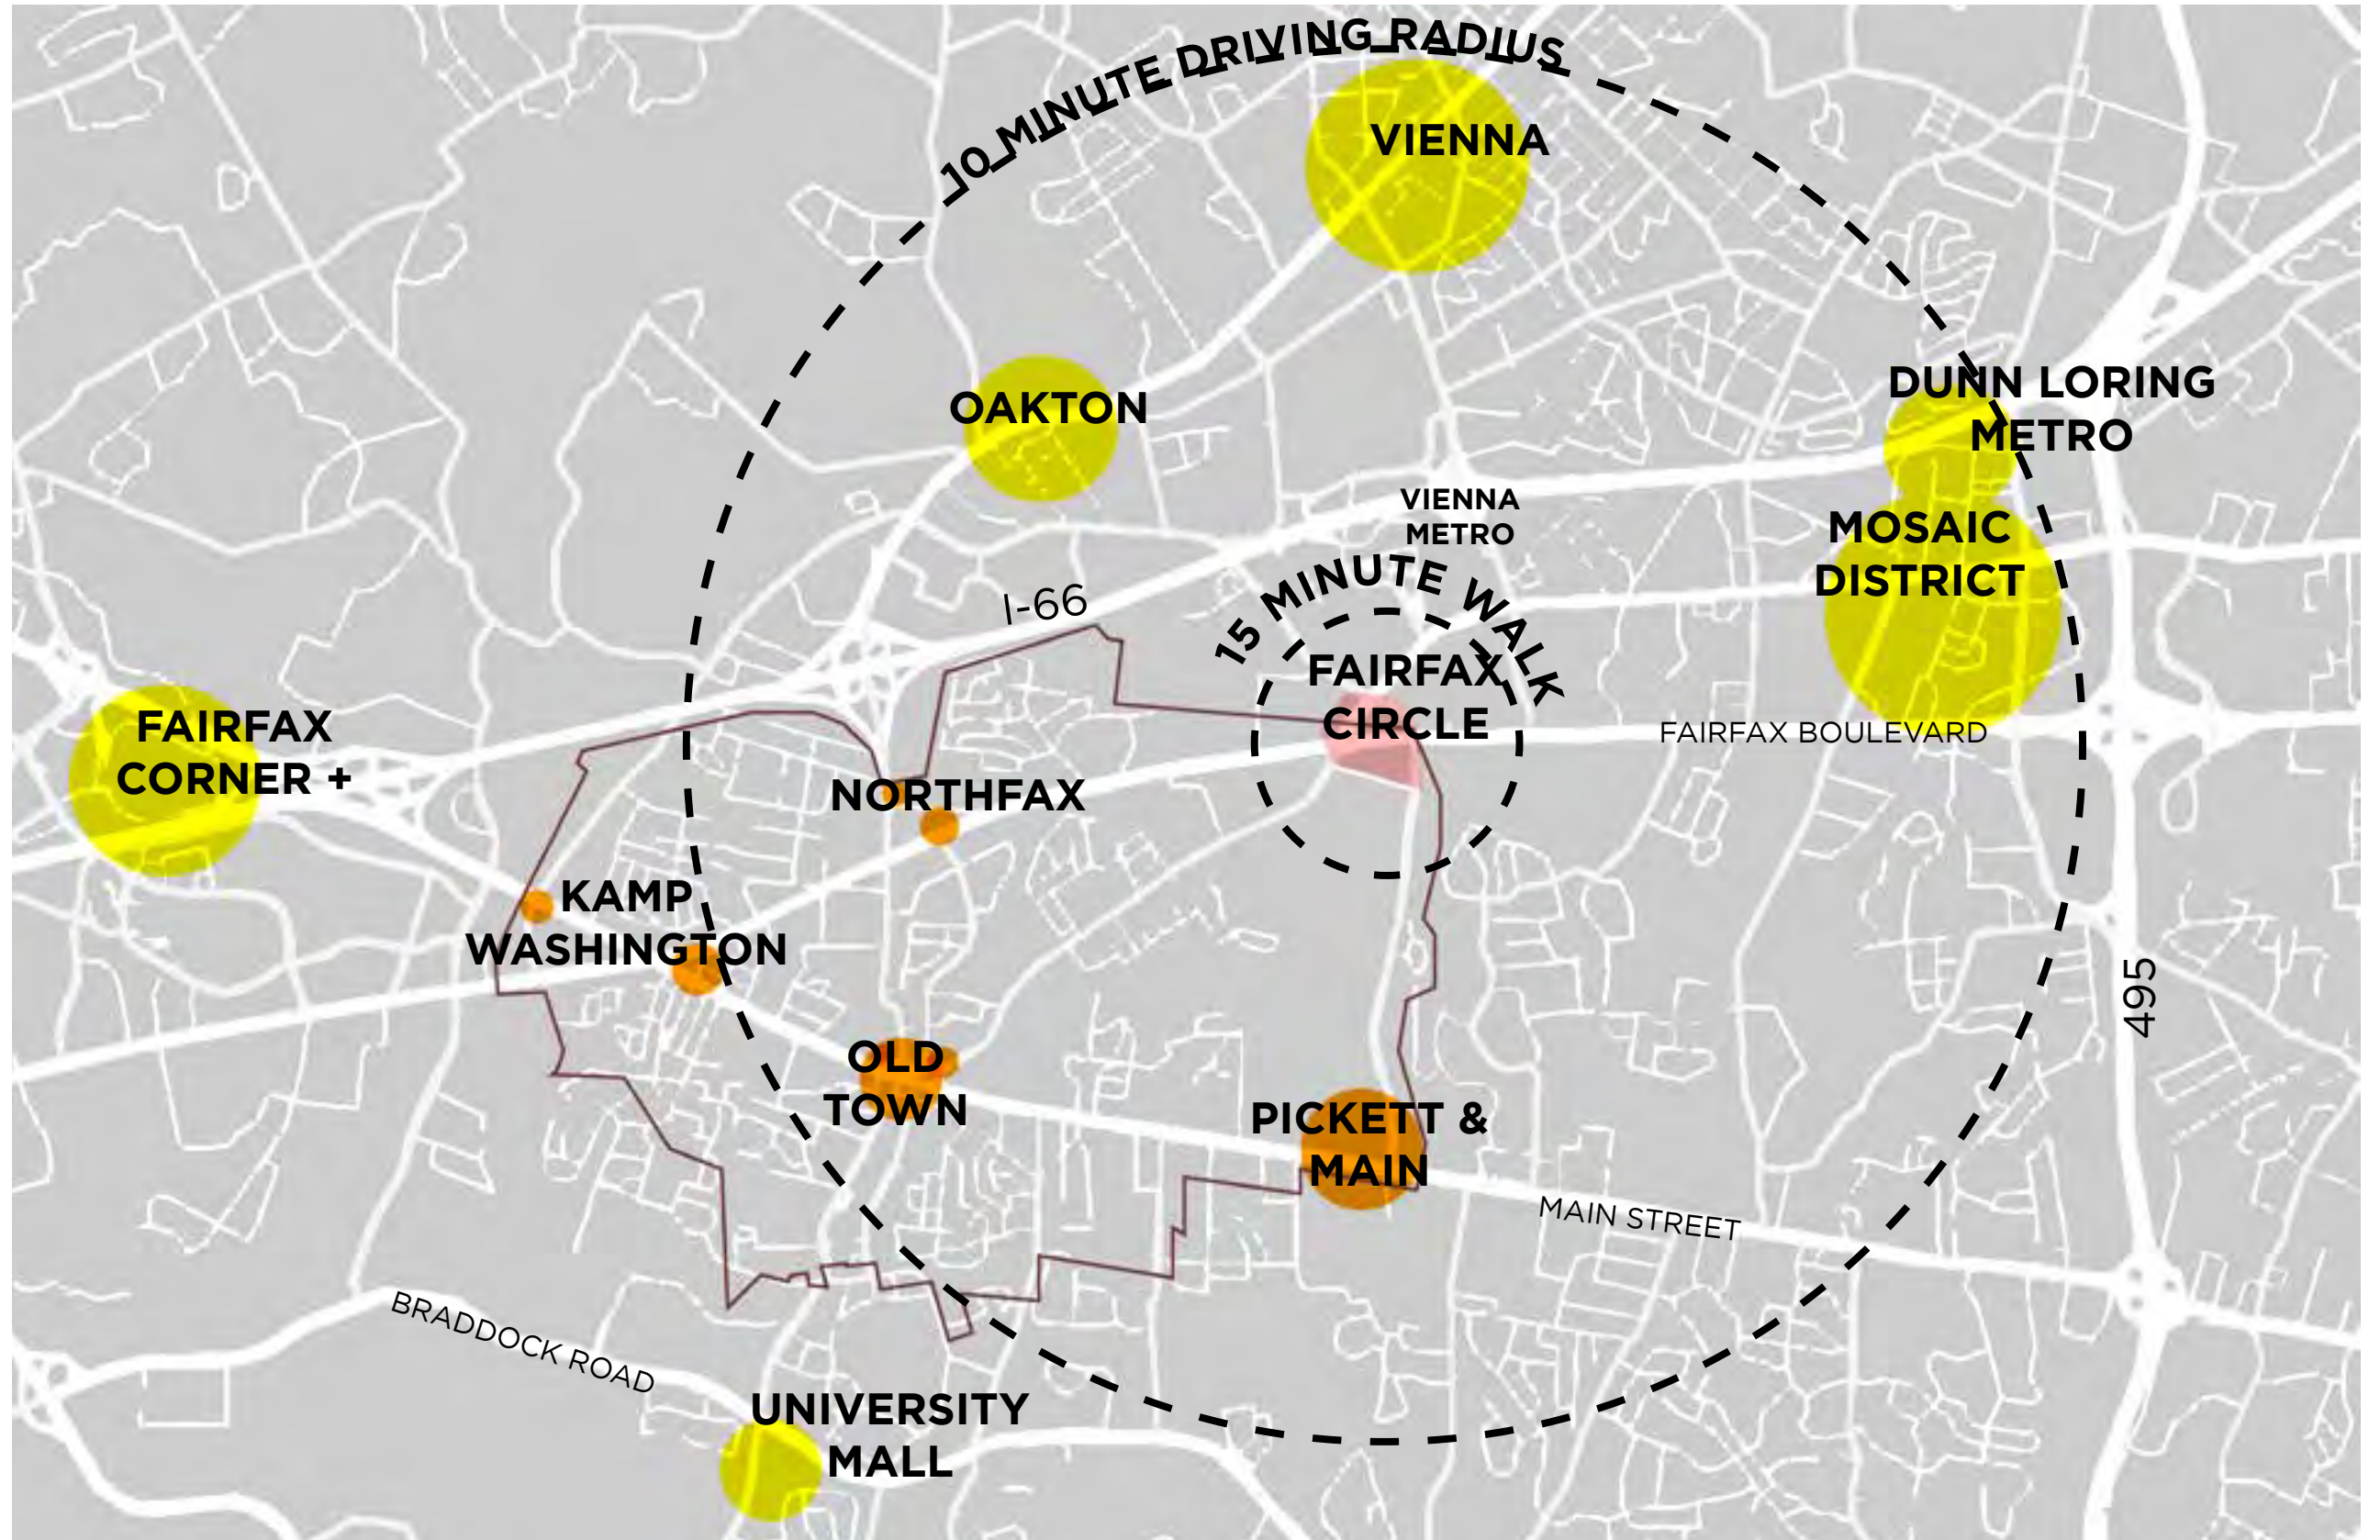 10 MINUTE DRIVING RADIUS
VIENNA
OAKTON
DUNN LORING
METRO
VIENNA
METRO
MOSAIC
DISTRICT
I-66
15 MINUTE WALK
FAIRFAX
CIRCLE
FAIRFAX BOULEVARD
FAIRFAX
CORNER +
NORTHFAX
KAMP
WASHINGTON
495
OLD
TOWN
PICKETT &
MAIN
MAIN STREET
BRADDOCK ROAD
UNIVERSITY
MALL